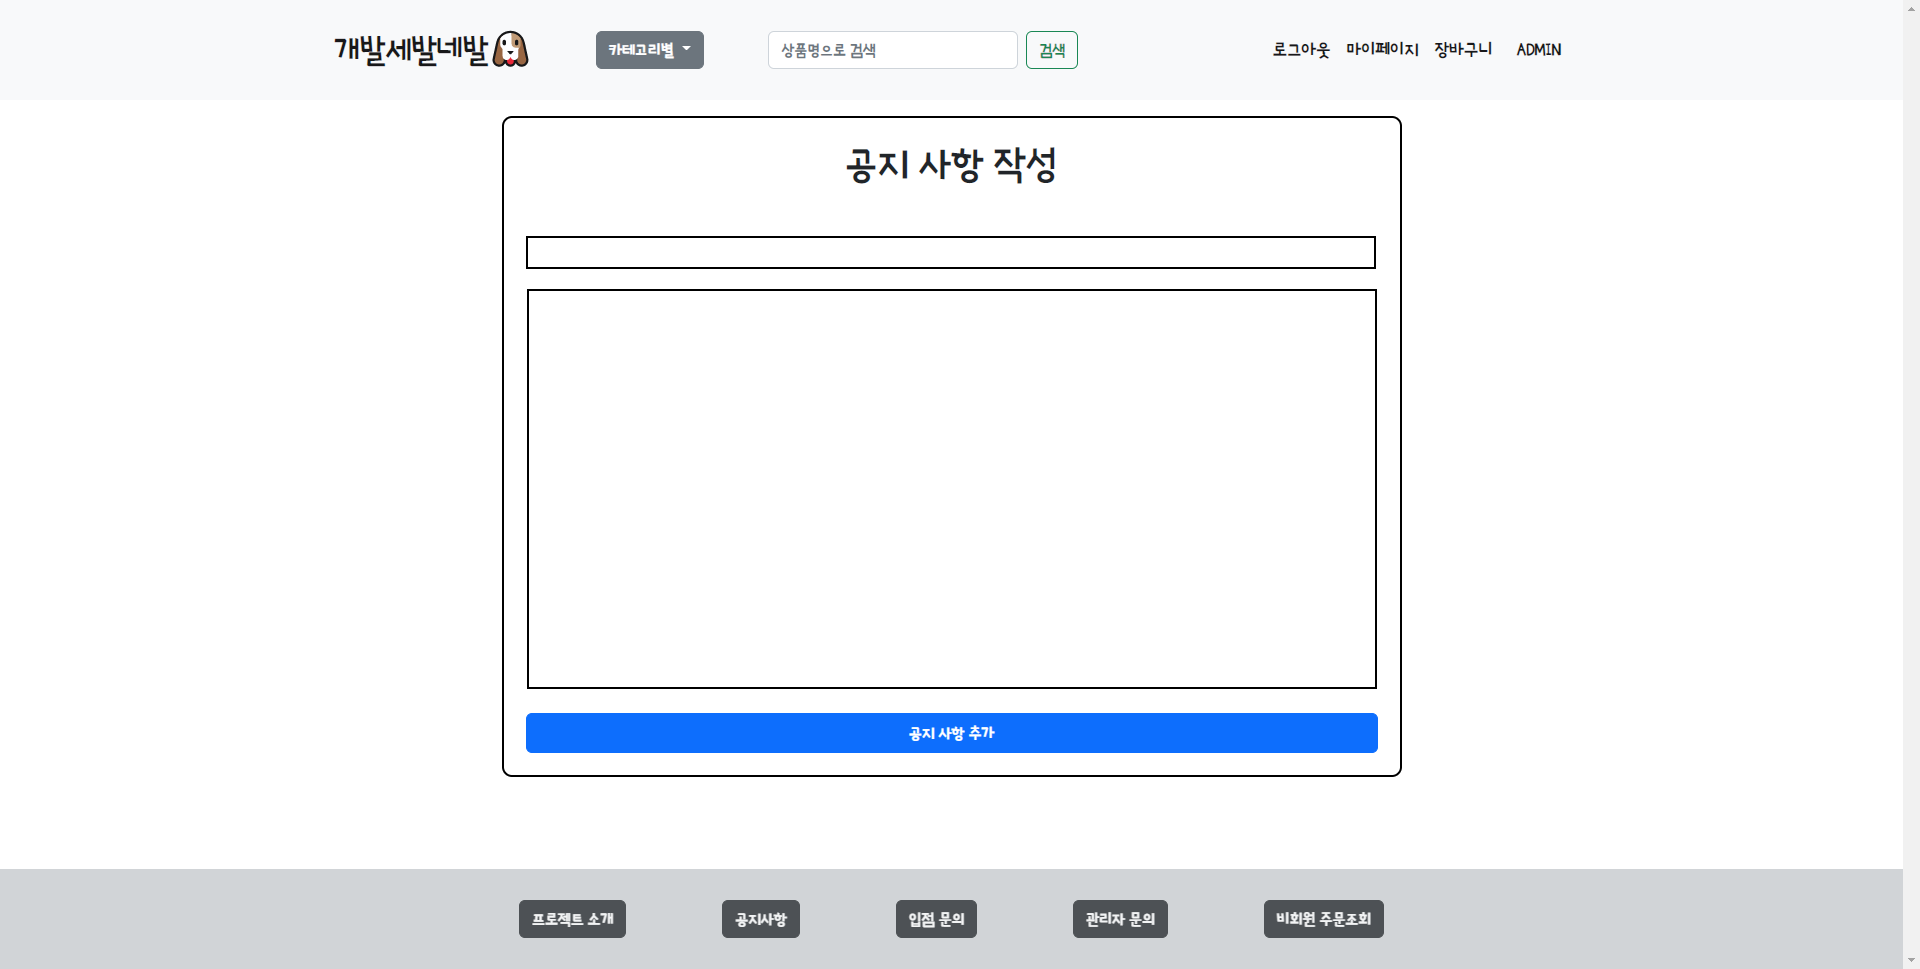 개발세발네발
카테고리별
상품명으로 검색
검색
로그아웃 마이페이지 장바구니 ADMIN
공지 사항 작성
공지 사항 추가
프로젝트 소개 공지사항 입점 문의 관리자 문의 비회원 주문조회